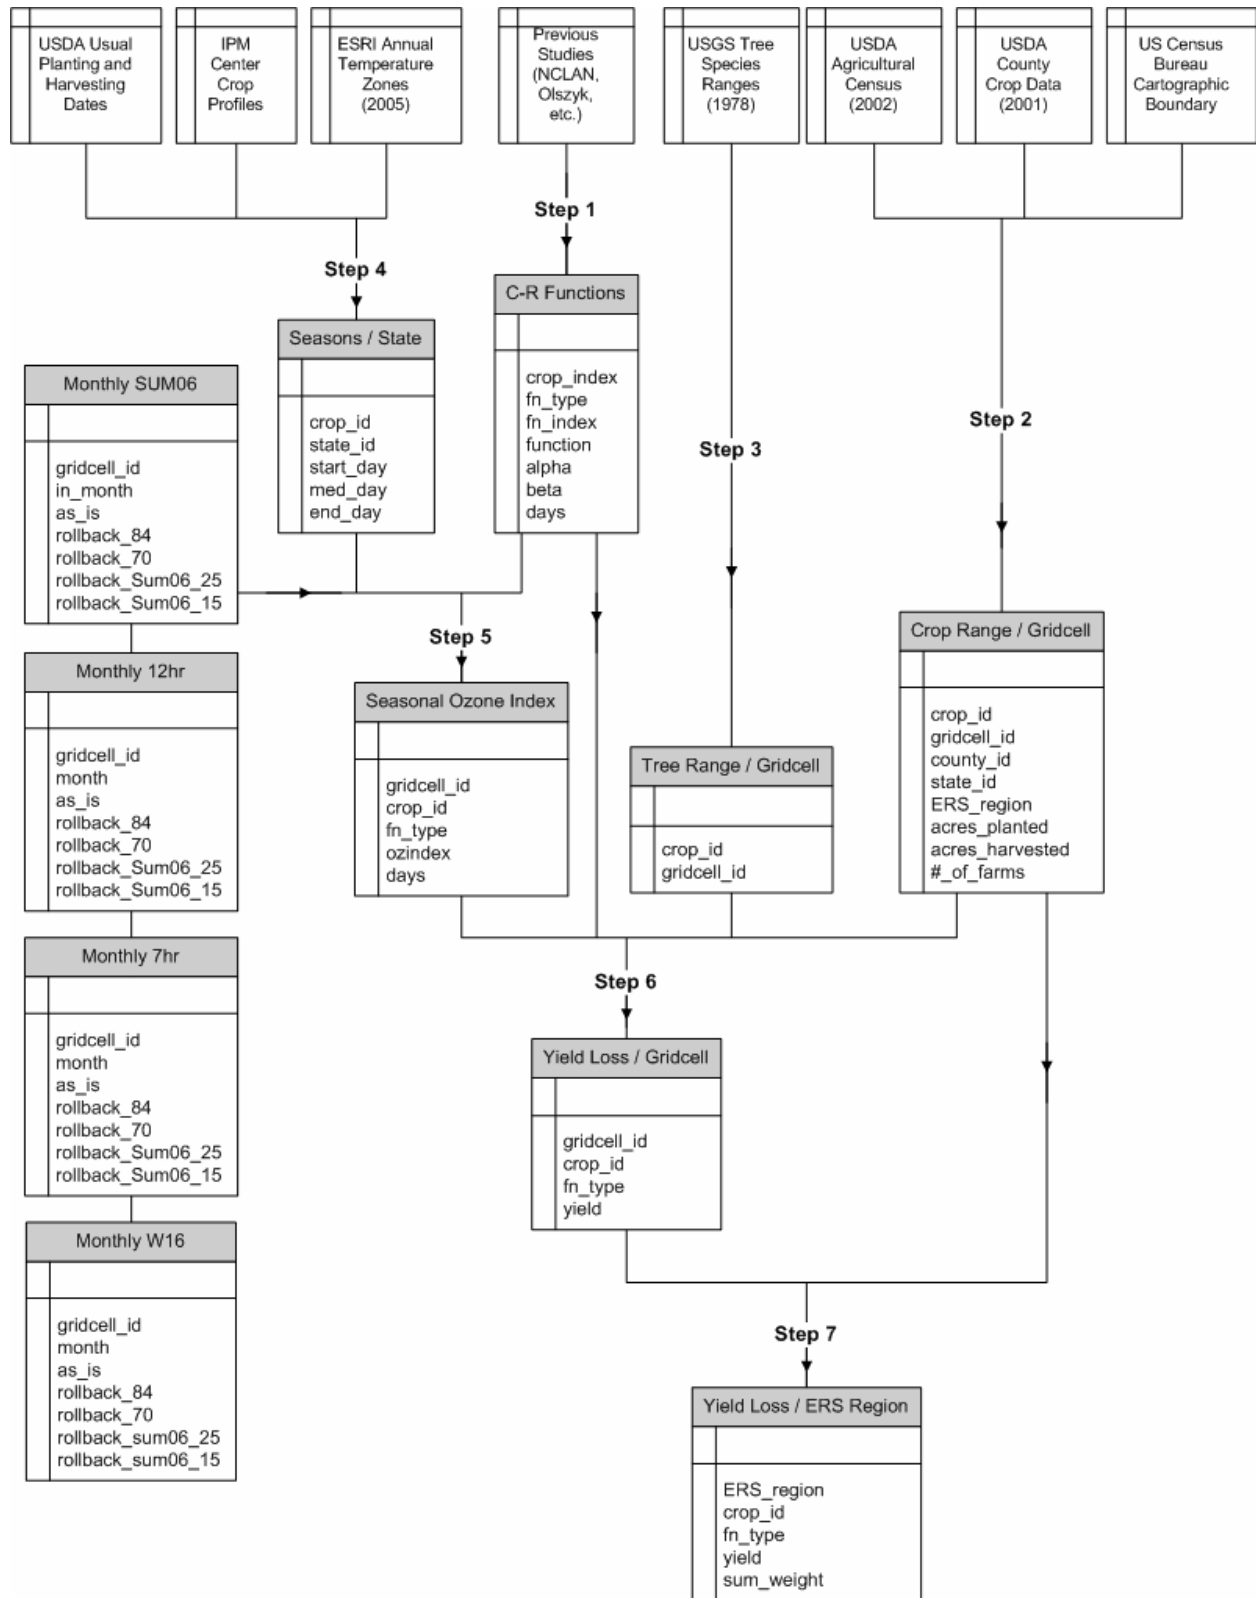 USDA Usual
Planting and
Harvesting
Dates
IPM
Center
Crop
Profiles
ESRI Annual
Temperature
Zones
(2005)
Previous
Studies
(NCLAN,
Olszyk,
etc.)
USGS Tree
Species
Ranges
(1978)
USDA
Agricultural
Census
(2002)
USDA
County
Crop Data
(2001)
US Census
Bureau
Cartographic
Boundary
Step 1
Step 4
C-R Functions
crop_index
fn_type
fn_index
function
alpha
beta
days
Seasons / State
crop_id
state_id
start_day
med_day
end_day
Step 2
Step 3
Monthly SUM06
gridcell_id
in_month
as_is
rollback_84
rollback_70
rollback_Sum06_25
rollback_Sum06_15
Step 5
Crop Range / Gridcell
crop_id
gridcell_id
county_id
state_id
ERS_region
acres_planted
acres_harvested
#_of_farms
Monthly 12hr
gridcell_id
month
as_is
rollback_84
rollback_70
rollback_Sum06_25
rollback_Sum06_15
Seasonal Ozone Index
gridcell_id
crop_id
fn_type
ozindex
days
Tree Range / Gridcell
crop_id
gridcell_id
Monthly 7hr
gridcell_id
month
as_is
rollback_84
rollback_70
rollback_Sum06_25
rollback_Sum06_15
Step 6
Yield Loss / Gridcell
gridcell_id
crop_id
fn_type
yield
Monthly W16
gridcell_id
month
as_is
rollback_84
rollback_70
rollback_sum06_25
rollback_sum06_15
Step 7
Yield Loss / ERS Region
ERS_region
crop_id
fn_type
yield
sum_weight